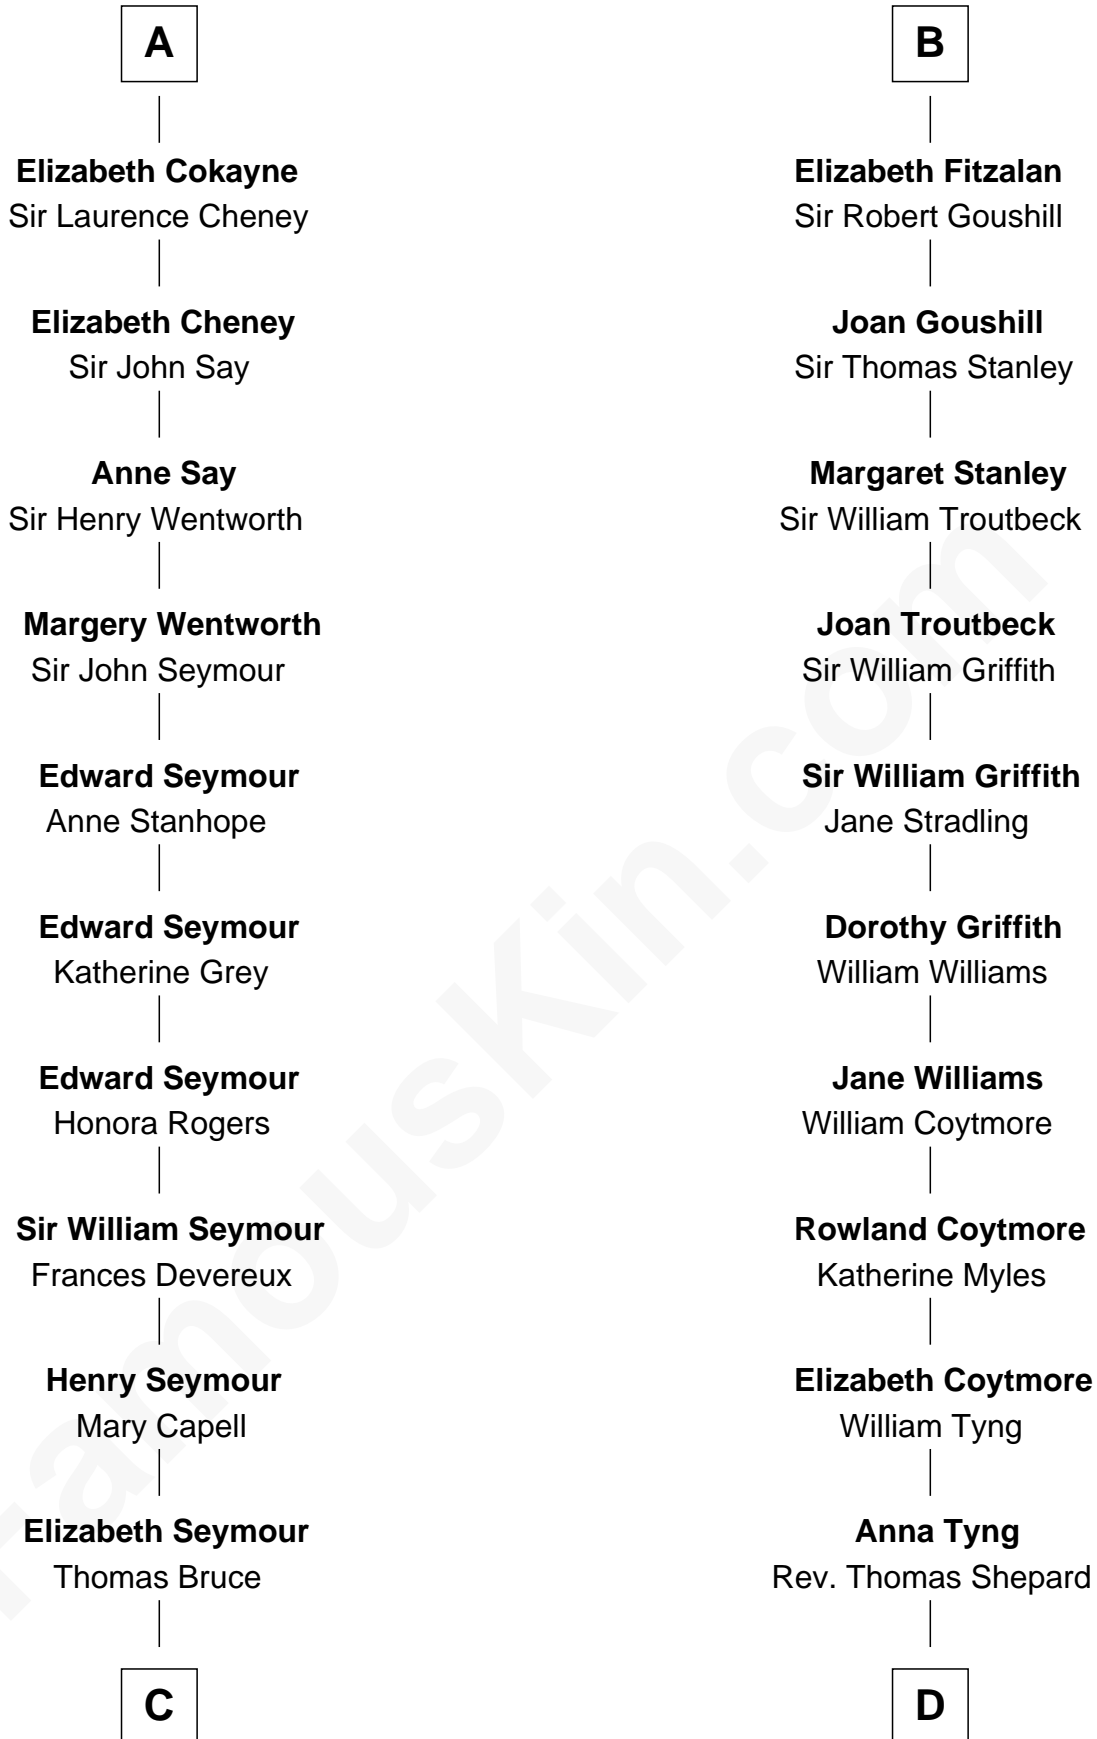 A
Elizabeth Cokayne
Sir Laurence Cheney
Elizabeth Cheney
Sir John Say
Anne Say
Sir Henry Wentworth
Margery Wentworth
Sir John Seymour
Edward Seymour
Anne Stanhope
Edward Seymour
Katherine Grey
Edward Seymour
Honora Rogers
Sir William Seymour
Frances Devereux
Henry Seymour
Mary Capell
Elizabeth Seymour
Thomas Bruce
C
B
Elizabeth Fitzalan
Sir Robert Goushill
Joan Goushill
Sir Thomas Stanley
Margaret Stanley
Sir William Troutbeck
Joan Troutbeck
Sir William Griffith
Sir William Griffith
Jane Stradling
Dorothy Griffith
William Williams
Jane Williams
William Coytmore
Rowland Coytmore
Katherine Myles
Elizabeth Coytmore
William Tyng
Anna Tyng
Rev. Thomas Shepard
D
FamousKin.com